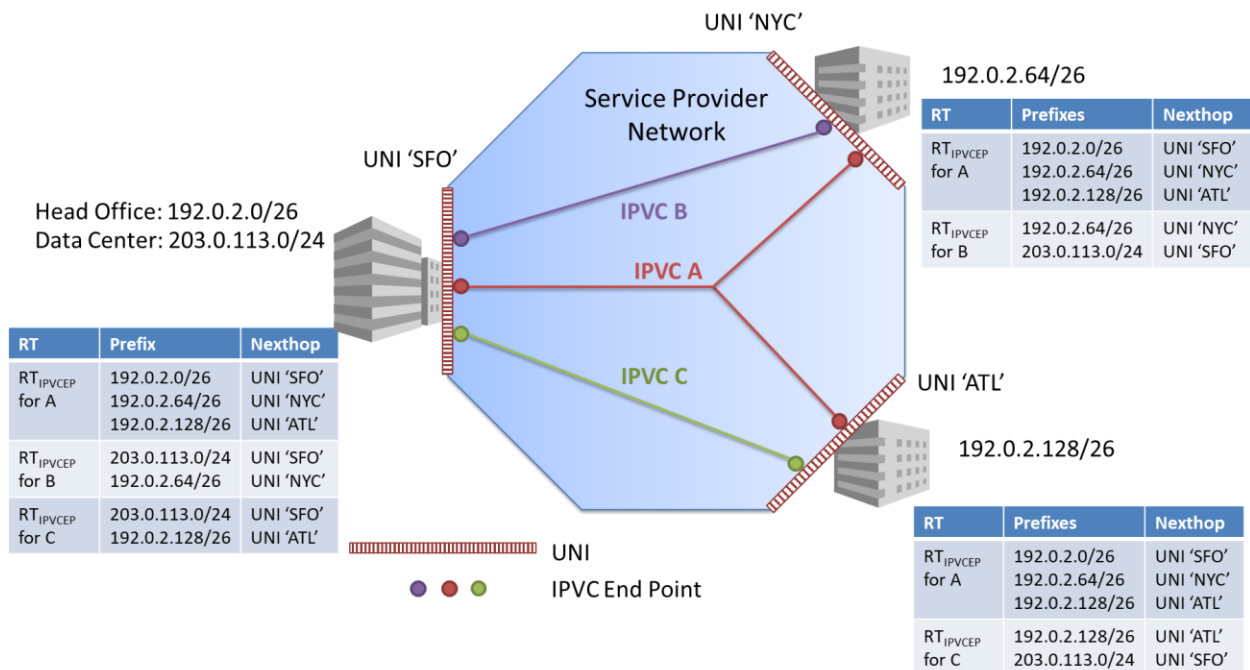 UNI ‘NYC’
192.0.2.64/26
Service Provider
Network
RT Prefixes Nexthop
RTIPVCEP 192.0.2.0/26 UNI ‘SFO’
for A 192.0.2.64/26 UNI ‘NYC’
192.0.2.128/26 UNI ‘ATL’
RTIPVCEP 192.0.2.64/26 UNI ‘NYC’
for B 203.0.113.0/24 UNI ‘SFO’
UNI ‘SFO’
Head Office: 192.0.2.0/26
Data Center: 203.0.113.0/24
IPVC B
IPVC A
IPVC C
RT Prefix Nexthop
RTIPVCEP 192.0.2.0/26 UNI ‘SFO’
for A 192.0.2.64/26 UNI ‘NYC’
192.0.2.128/26 UNI ‘ATL’
RTIPVCEP 203.0.113.0/24 UNI ‘SFO’
for B 192.0.2.64/26 UNI ‘NYC’
RTIPVCEP 203.0.113.0/24 UNI ‘SFO’
for C 192.0.2.128/26 UNI ‘ATL’
UNI ‘ATL’
192.0.2.128/26
UNI
IPVC End Point
RT Prefixes Nexthop
RTIPVCEP 192.0.2.0/26 UNI ‘SFO’
for A 192.0.2.64/26 UNI ‘NYC’
192.0.2.128/26 UNI ‘ATL’
RTIPVCEP 192.0.2.128/26 UNI ‘ATL’
for C 203.0.113.0/24 UNI ‘SFO’